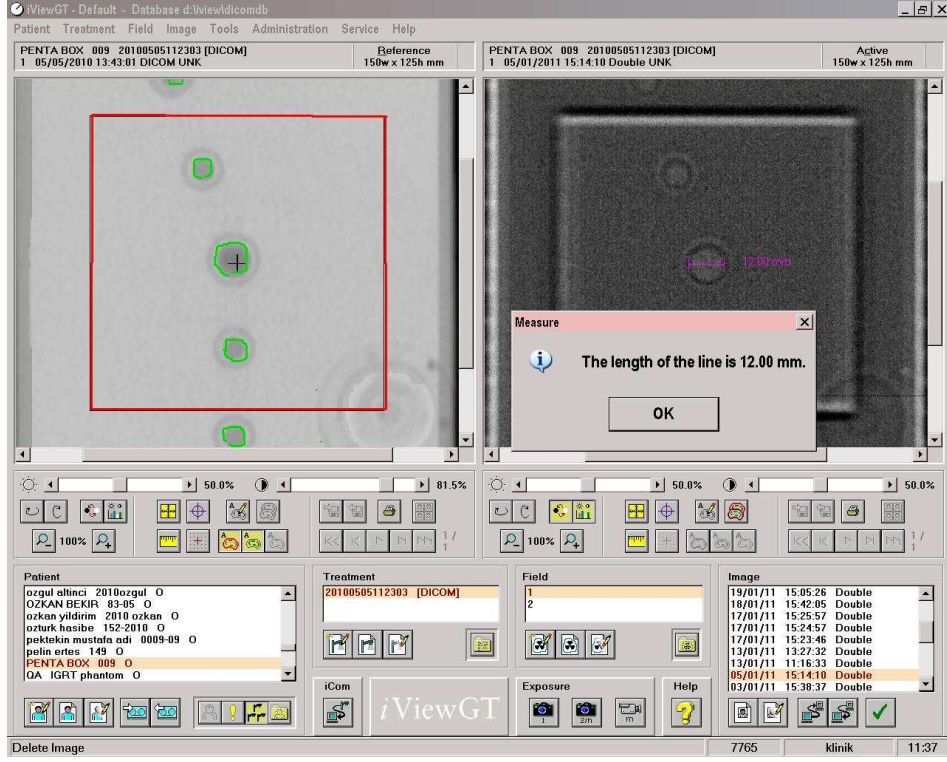 iViewGT - Default - Database d:\iview\dicomdb
Patient Treatment Field Image Tools Administration Service Help
PENTA BOX 009 20100505112303 [DICOM]
1 05/05/2010 13:43:01 DICOM UNK
Reference
150w x 125h mm
PENTA BOX 009 20100505112303 [DICOM]
1 05/01/2011 15:14:10 Double UNK
Active
150w x 125h mm
12.00 mm
Measure
The length of the line is 12.00 mm.
OK
50.0%
81.5%
50.0%
50.0%
100%
1 /
1
100%
1 /
1
Patient
ozgul altinci 2010ozgul O
OZKAN BEKIR 83-05 O
ozkan yildirim 2010 ozkan O
ozturk hasibe 152-2010 O
pektekin mustafa adi 0009-09 O
pelin ertes 149 O
PENTA BOX 009 O
QA IGRT phantom O
Treatment
20100505112303 [DICOM]
Field
1
2
Image
19/01/11 15:05:26 Double
18/01/11 15:42:05 Double
17/01/11 15:25:57 Double
17/01/11 15:24:57 Double
17/01/11 15:23:46 Double
13/01/11 13:27:32 Double
13/01/11 11:16:33 Double
05/01/11 15:14:10 Double
03/01/11 15:38:37 Double
iCom
iViewGT
Exposure
1
2/n
m
Help
Delete Image
7765
klinik
11:37